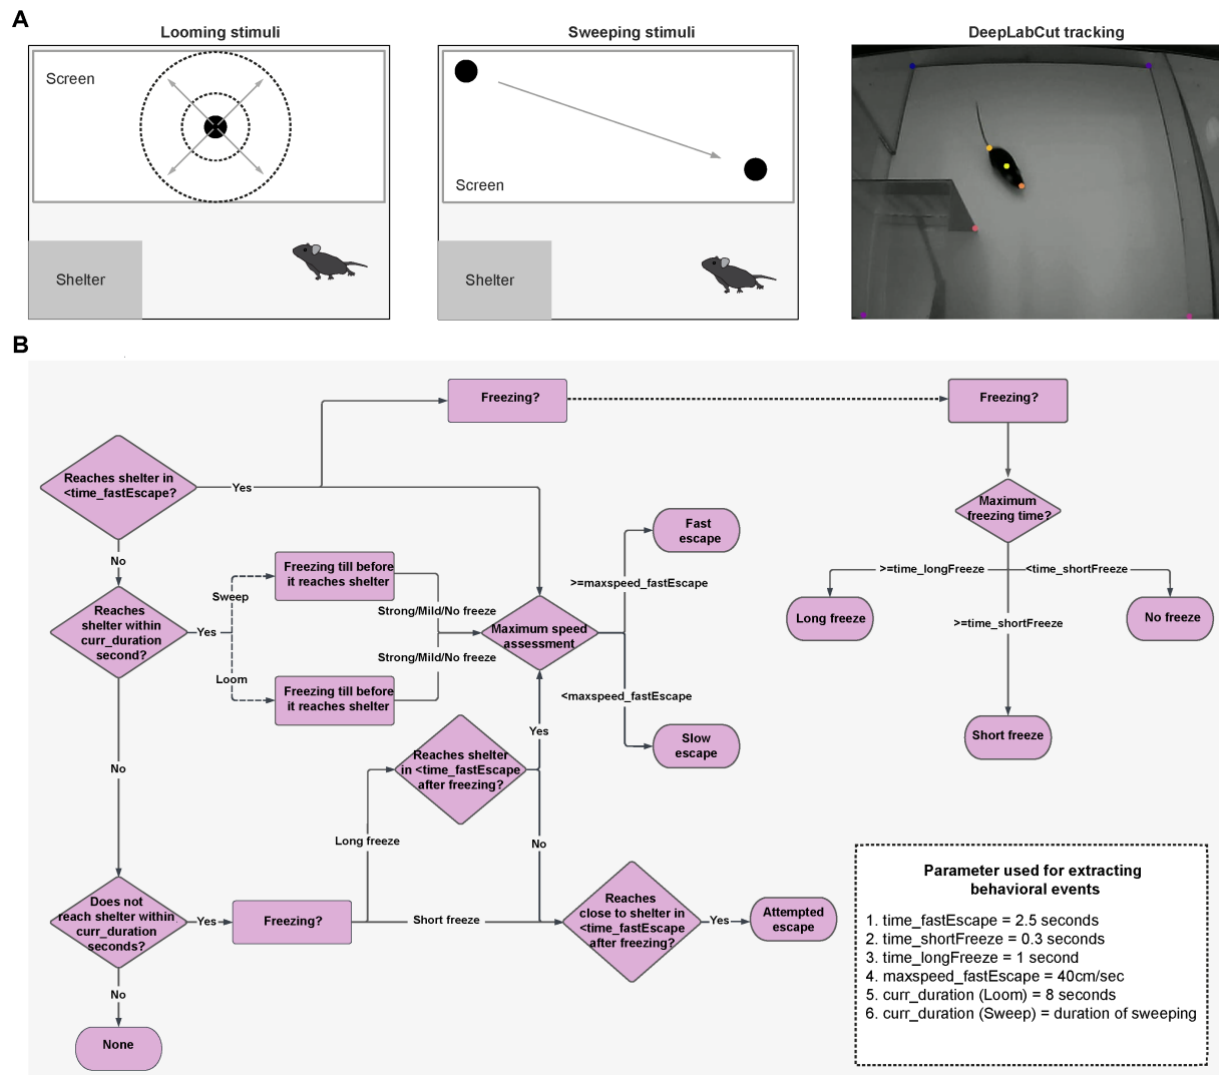 A
Looming stimuli
Sweeping stimuli
DeepLabCut tracking
Screen
Shelter
Screen
Shelter
B
Freezing?
Freezing?
Reaches shelter in
<time_fastEscape?
Yes
Maximum
freezing time?
Fast
escape
No
Freezing till before
it reaches shelter
>=time_longFreeze
<time_shortFreeze
>=maxspeed_fastEscape
Sweep
Strong/Mild/No freeze
Reaches
shelter within
curr_duration
second?
Yes
Maximum speed
assessment
Long freeze
>=time_shortFreeze
No freeze
Strong/Mild/No freeze
Loom
Freezing till before
it reaches shelter
<maxspeed_fastEscape
Yes
Slow
escape
Short freeze
No
Reaches shelter
in <time_fastEscape
after freezing?
Long freeze
No
Does not
reach shelter within
curr_duration
seconds?
Yes
Freezing?
Short freeze
Reaches
close to shelter in
<time_fastEscape
after freezing?
Yes
Attempted
escape
No
None
Parameter used for extracting
behavioral events
1. time_fastEscape = 2.5 seconds
2. time_shortFreeze = 0.3 seconds
3. time_longFreeze = 1 second
4. maxspeed_fastEscape = 40cm/sec
5. curr_duration (Loom) = 8 seconds
6. curr_duration (Sweep) = duration of sweeping